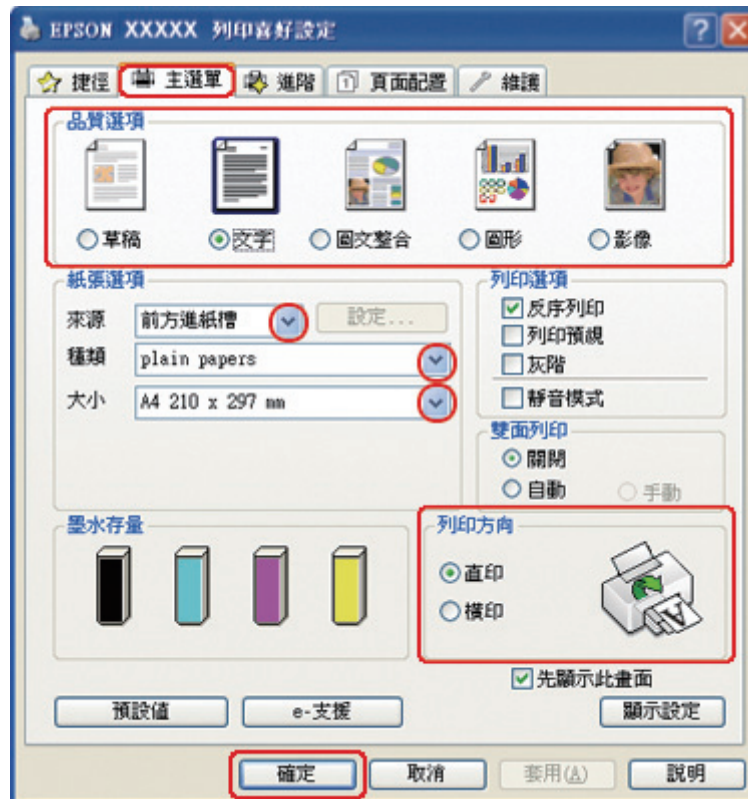 EPSON XXXXX 列印喜好設定
捷徑 主選單 進階 頁面配置 維護
品質選項
草稿 文字 圖文整合 圖形 影像
紙張選項
來源 前方進紙槽 設定...
種類 plain papers
大小 A4 210 x 297 mm
列印選項
反序列印
列印預視
灰階
靜音模式
雙面列印
關閉
自動 手動
墨水存量
列印方向
直印
橫印
先顯示此畫面
預設值 e-支援 顯示設定
確定 取消 套用(A) 說明